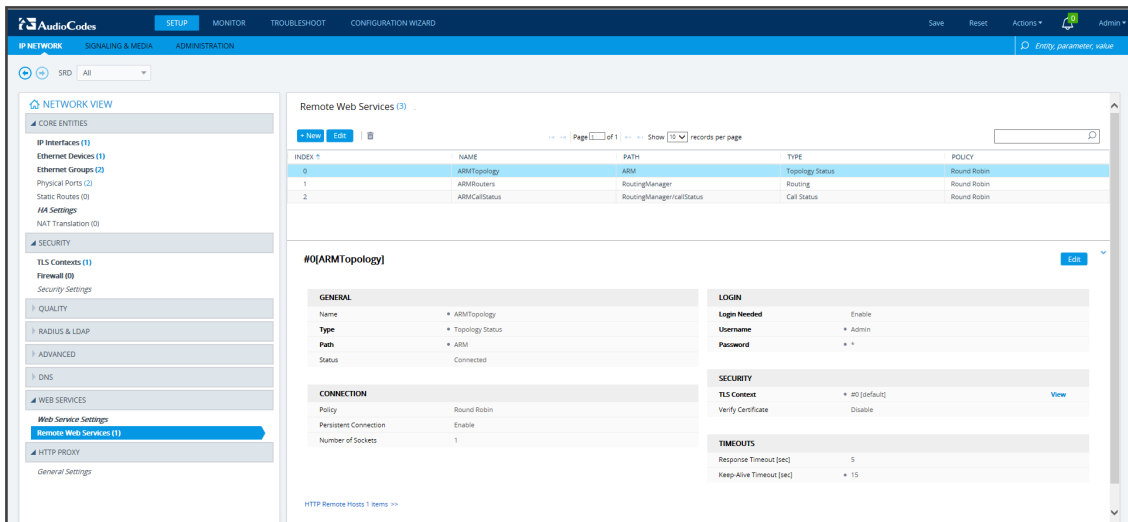 AudioCodes SETUP MONITOR TROUBLESHOOT CONFIGURATION WIZARD Save Reset Actions 0 Admin
IP NETWORK SIGNALING & MEDIA ADMINISTRATION Entity, parameter, value
SRD All
NETWORK VIEW
CORE ENTITIES
IP Interfaces (1)
Ethernet Devices (1)
Ethernet Groups (2)
Physical Ports (2)
Static Routes (0)
HA Settings
NAT Translation (0)
SECURITY
TLS Contexts (1)
Firewall (0)
Security Settings
QUALITY
RADIUS & LDAP
ADVANCED
DNS
WEB SERVICES
Web Service Settings
Remote Web Services (1)
HTTP PROXY
General Settings
Remote Web Services (3)
+ New Edit Page 1 of 1 Show 10 records per page
INDEX NAME PATH TYPE POLICY
0 ARMTopology ARM Topology Status Round Robin
1 ARMRouters RoutingManager Routing Round Robin
2 ARMCallStatus RoutingManager/callStatus Call Status Round Robin
#0[ARMTopology] Edit
GENERAL
Name ARMTopology
Type Topology Status
Path ARM
Status Connected
CONNECTION
Policy Round Robin
Persistent Connection Enable
Number of Sockets 1
LOGIN
Login Needed Enable
Username Admin
Password *
SECURITY
TLS Context #0 [default] View
Verify Certificate Disable
TIMEOUTS
Response Timeout [sec] 5
Keep-Alive Timeout [sec] 15
HTTP Remote Hosts 1 items >>